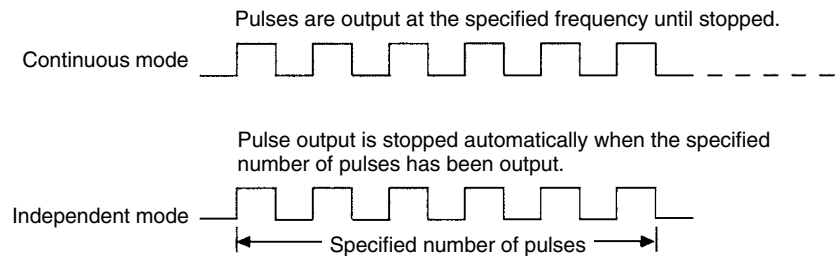 Pulses are output at the specified frequency until stopped.
Continuous mode
Pulse output is stopped automatically when the specified
number of pulses has been output.
Independent mode
Specified number of pulses